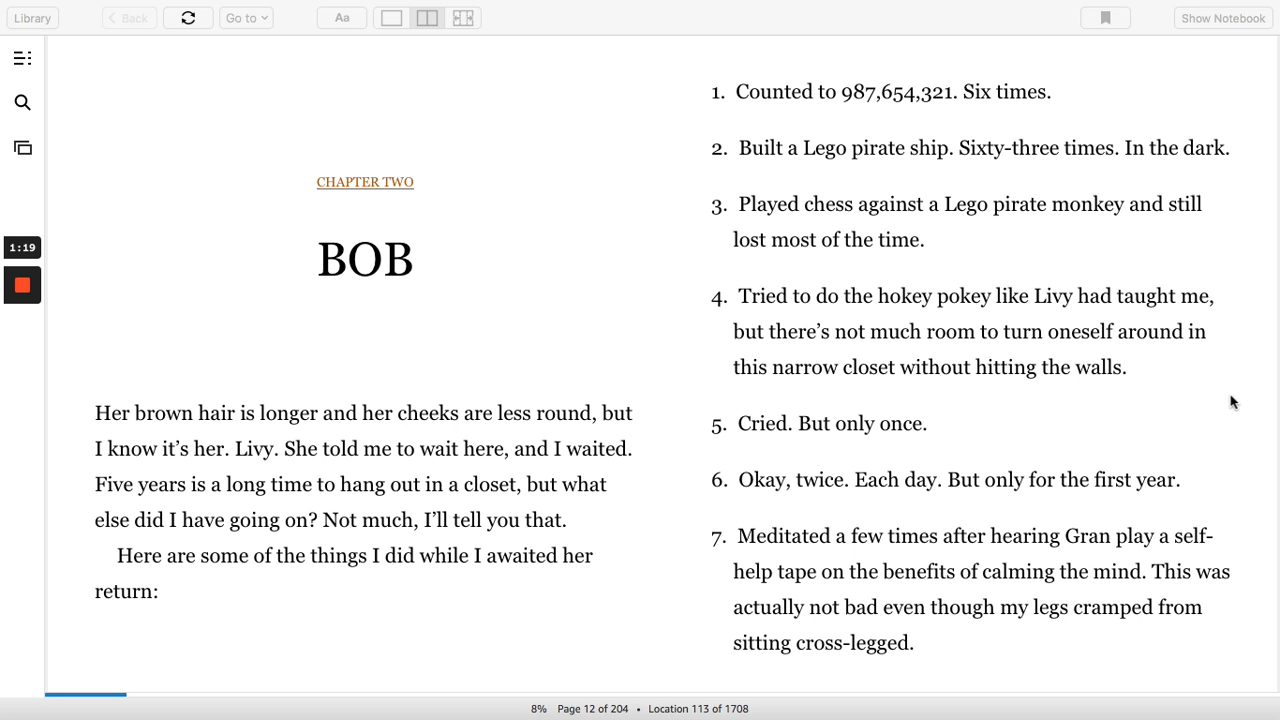 Library
Back
Go to
Aa
Show Notebook
1:19
CHAPTER TWO
BOB
Her brown hair is longer and her cheeks are less round, but
I know it’s her. Livy. She told me to wait here, and I waited.
Five years is a long time to hang out in a closet, but what
else did I have going on? Not much, I’ll tell you that.
Here are some of the things I did while I awaited her
return:
1. Counted to 987,654,321. Six times.
2. Built a Lego pirate ship. Sixty-three times. In the dark.
3. Played chess against a Lego pirate monkey and still
lost most of the time.
4. Tried to do the hokey pokey like Livy had taught me,
but there’s not much room to turn oneself around in
this narrow closet without hitting the walls.
5. Cried. But only once.
6. Okay, twice. Each day. But only for the first year.
7. Meditated a few times after hearing Gran play a self-
help tape on the benefits of calming the mind. This was
actually not bad even though my legs cramped from
sitting cross-legged.
8% Page 12 of 204 • Location 113 of 1708